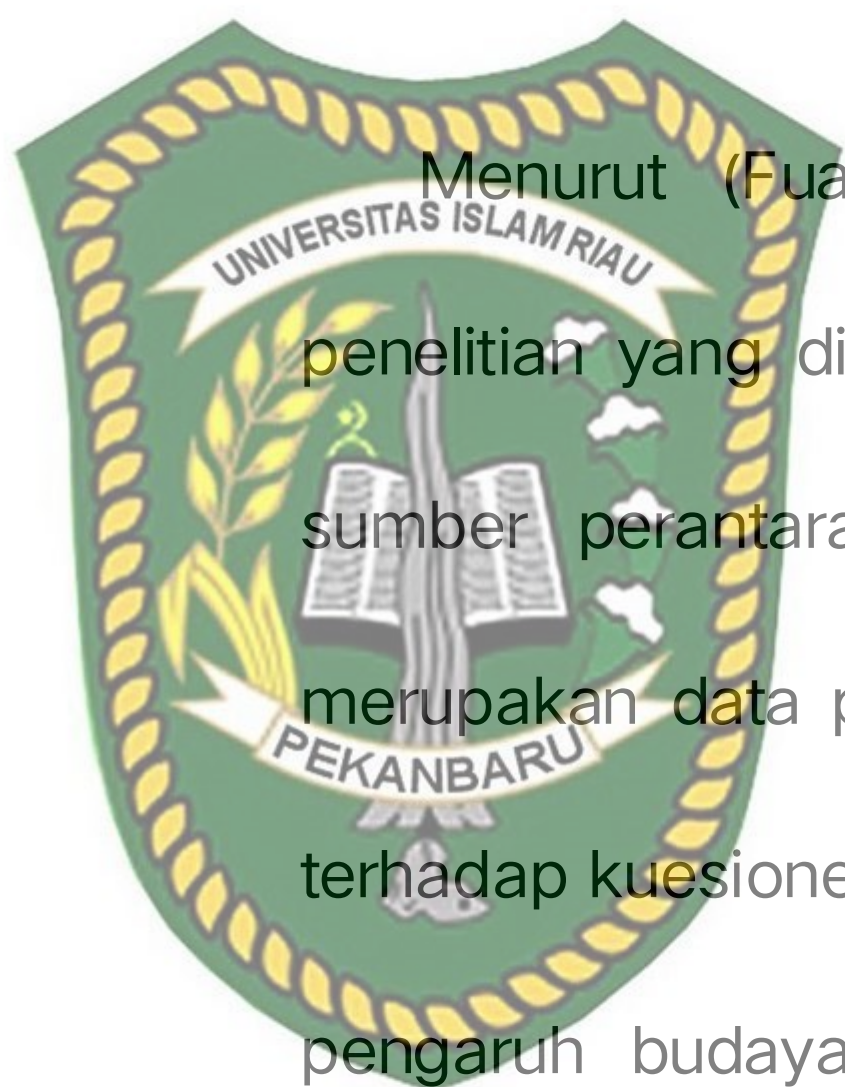 Menurut (Fua
UNIVERSITAS ISLAM RIAU
penelitian yang di
sumber perantara
merupakan data p
PEKANBARU
terhadap kuesione
pengaruh budaya